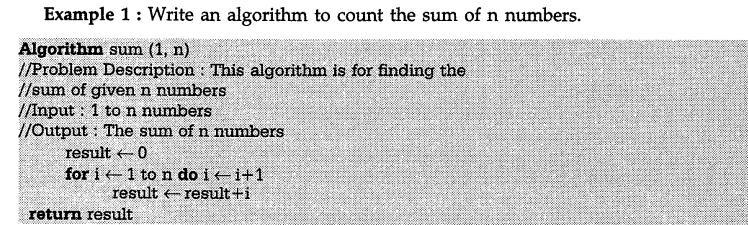 Example 1 : Write an algorithm to count the sum of n numbers.
Algorithm sum (1, n)
//Problem Description : This algorithm is for finding the
//sum of given n numbers
//Input : 1 to n numbers
//Output : The sum of n numbers
result ← 0
for i ← 1 to n do i ← i+1
result ← result+i
return result